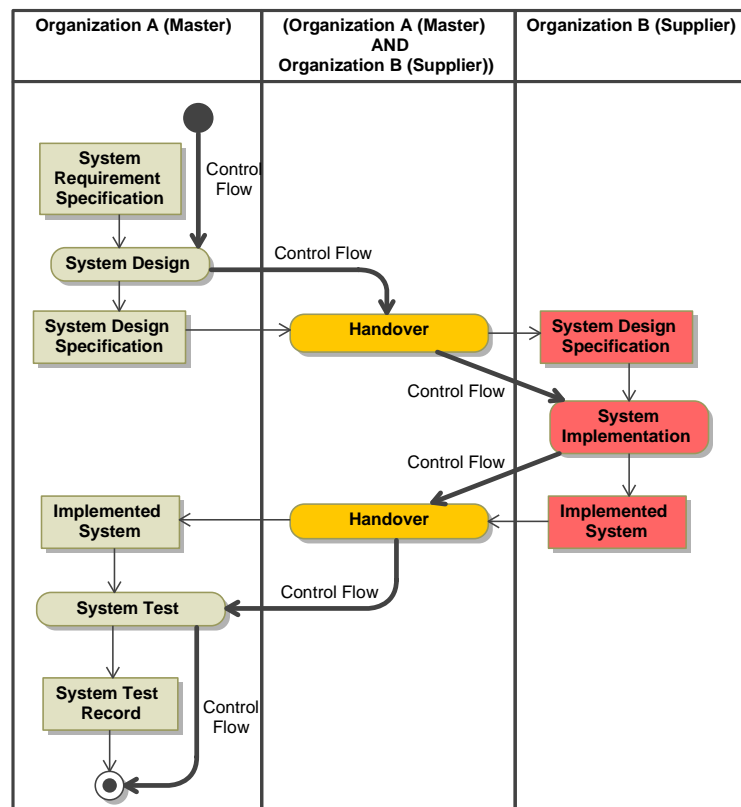 Organization A (Master)
(Organization A (Master)
AND
Organization B (Supplier))
Organization B (Supplier)
System
Requirement
Specification
Control
Flow
System Design
Control Flow
System Design
Specification
Handover
System Design
Specification
Control Flow
System
Implementation
Control Flow
Implemented
System
Handover
Implemented
System
Control Flow
System Test
System Test
Record
Control
Flow